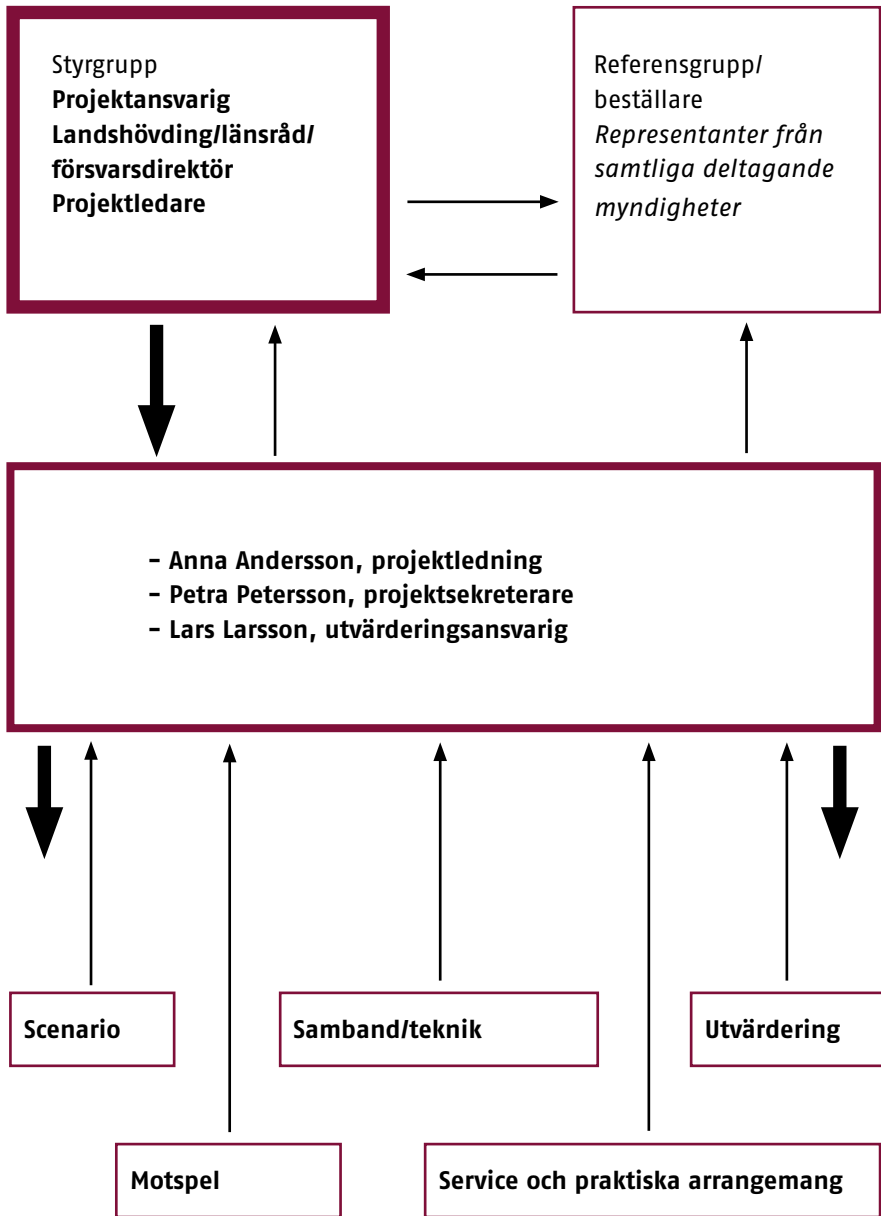 Styrgrupp
Projektansvarig
Landshövding/länsråd/
försvarsdirektör
Projektledare
Referensgrupp/
beställare
Representanter från
samtliga deltagande
myndigheter
– Anna Andersson, projektledning
– Petra Petersson, projektsekreterare
– Lars Larsson, utvärderingsansvarig
Scenario
Samband/teknik
Utvärdering
Motspel
Service och praktiska arrangemang